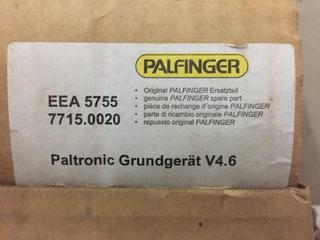 PALFINGER
EEA 5755
7715.0020
• Original PALFINGER Ersatzteil
• genuine PALFINGER spare part
• pièce de rechange d'origine PALFINGER
• parte di ricambio originale PALFINGER
• repuesto original PALFINGER
Paltronic Grundgerät V4.6